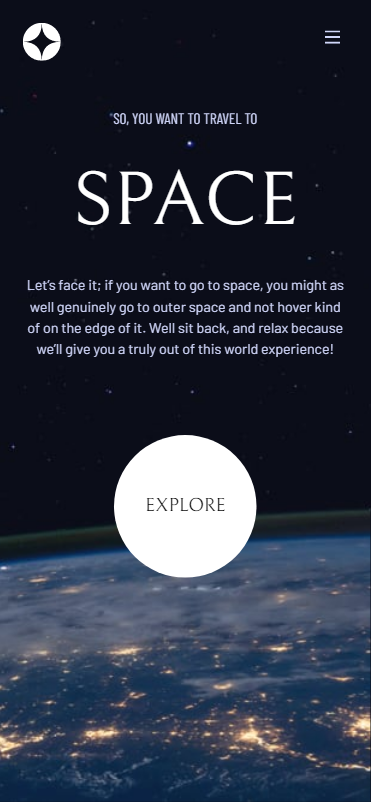 SO, YOU WANT TO TRAVEL TO
SPACE
Let’s face it; if you want to go to space, you might as
well genuinely go to outer space and not hover kind
of on the edge of it. Well sit back, and relax because
we’ll give you a truly out of this world experience!
EXPLORE